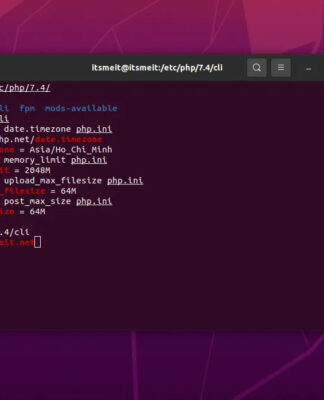 itsmeit@itsmeit:/etc/php/7.4/cli
c/php/7.4/
li fpm mods-available
li
date.timezone php.ini
hp.net/date.timezone
one = Asia/Ho_Chi_Minh
memory_limit php.ini
it = 2048M
upload_max_filesize php.ini
_filesize = 64M
post_max_size php.ini
size = 64M
.4/cli
eit.net